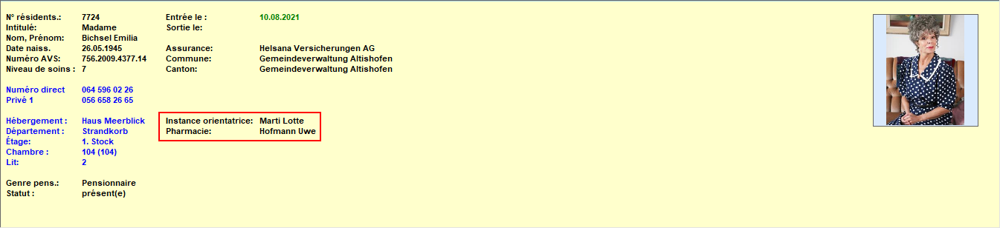 N° résidents.: 7724 Entrée le : 10.08.2021
Intitulé: Madame Sortie le:
Nom, Prénom: Bichsel Emilia
Date naiss. 26.05.1945 Assurance: Helsana Versicherungen AG
Numéro AVS: 756.2009.4377.14 Commune: Gemeindeverwaltung Altishofen
Niveau de soins : 7 Canton: Gemeindeverwaltung Altishofen
Numéro direct 064 596 02 26
Privé 1 056 658 26 65
Hébergement : Haus Meerblick Instance orientatrice: Marti Lotte
Département : Strandkorb Pharmacie: Hofmann Uwe
Étage: 1. Stock
Chambre : 104 (104)
Lit: 2
Genre pens.: Pensionnaire
Statut : présent(e)